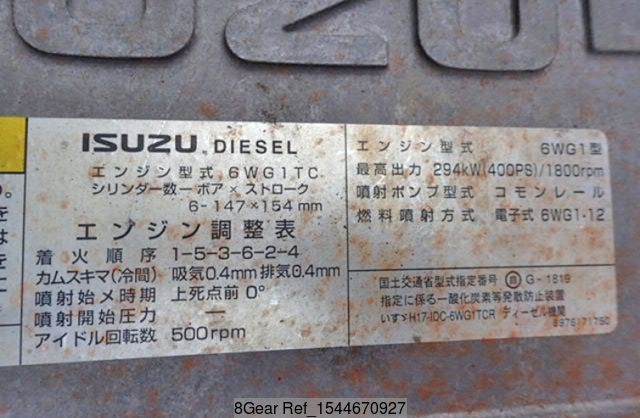 ISUZU DIESEL
エンジン型式 6WG1TC
シリンダー数－ボア×ストローク
6-147×154mm
エンジン調整表
着火順序 1-5-3-6-2-4
カムスキマ(冷間) 吸気0.4mm 排気0.4mm
噴射始メ時期 上死点前 0°
噴射開始圧力 ―
アイドル回転数 500rpm
エンジン型式 6WG1型
最高出力 294kW(400PS)/1800rpm
噴射ポンプ型式 コモンレール
燃料噴射方式 電子式 6WG1-12
国土交通省型式指定番号 G-1819
指定に係る一酸化炭素等発散防止装置
いすゞH17-IDC-6WG1TCR ディーゼル機関
8Gear Ref_1544670927